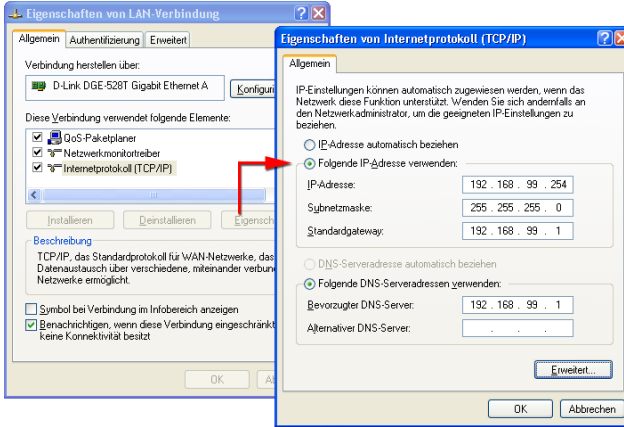 Eigenschaften von LAN-Verbindung
Allgemein Authentifizierung Erweitert
Verbindung herstellen über:
D-Link DGE-528T Gigabit Ethernet A
Konfiguri
Diese Verbindung verwendet folgende Elemente:
QoS-Paketplaner
Netzwerkmonitortreiber
Internetprotokoll (TCP/IP)
Installieren Deinstallieren Eigensch
Beschreibung
TCP/IP, das Standardprotokoll für WAN-Netzwerke, das
Datenaustausch über verschiedene, miteinander verbun
Netzwerke ermöglicht.
Symbol bei Verbindung im Infobereich anzeigen
Benachrichtigen, wenn diese Verbindung eingeschränkt
keine Konnektivität besitzt
OK A
Eigenschaften von Internetprotokoll (TCP/IP)
Allgemein
IP-Einstellungen können automatisch zugewiesen werden, wenn das
Netzwerk diese Funktion unterstützt. Wenden Sie sich andernfalls an
den Netzwerkadministrator, um die geeigneten IP-Einstellungen zu
beziehen.
IP-Adresse automatisch beziehen
Folgende IP-Adresse verwenden:
IP-Adresse: 192 . 168 . 99 . 254
Subnetzmaske: 255 . 255 . 255 . 0
Standardgateway: 192 . 168 . 99 . 1
DNS-Serveradresse automatisch beziehen
Folgende DNS-Serveradressen verwenden:
Bevorzugter DNS-Server: 192 . 168 . 99 . 1
Alternativer DNS-Server: . . .
Erweitert...
OK Abbrechen